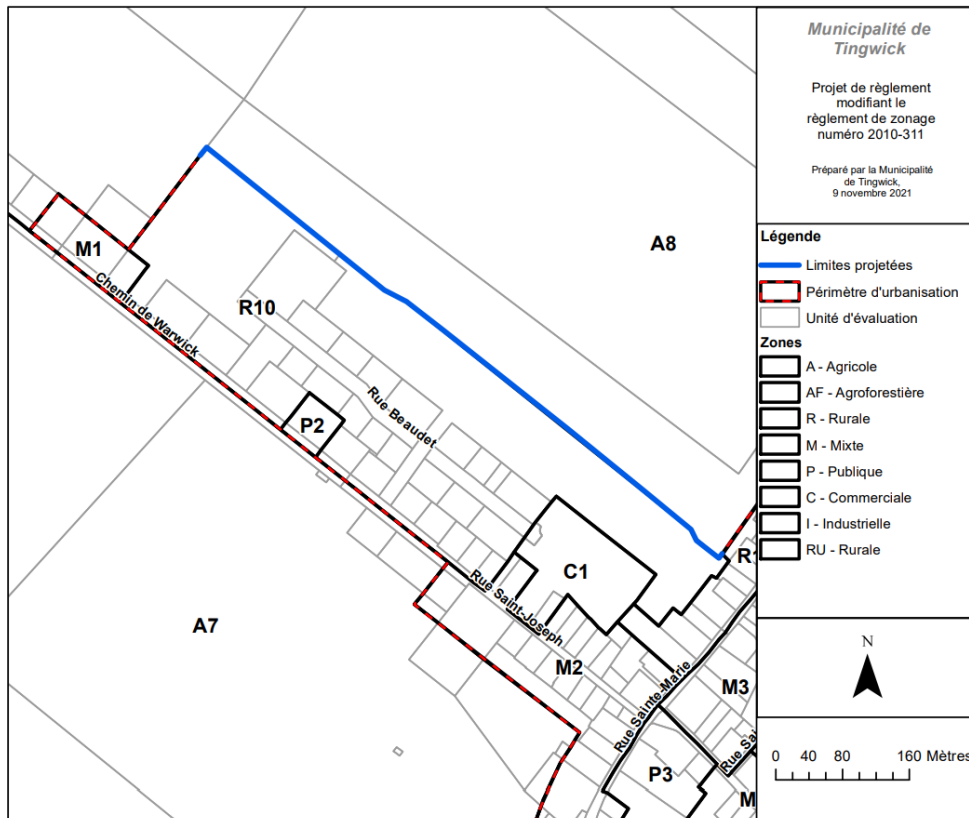 Municipalité de
Tingwick
Projet de règlement
modifiant le
règlement de zonage
numéro 2010-311
Préparé par la Municipalité
de Tingwick,
9 novembre 2021
Légende
Limites projetées
Périmètre d'urbanisation
Unité d'évaluation
Zones
A - Agricole
AF - Agroforestière
R - Rurale
M - Mixte
P - Publique
C - Commerciale
I - Industrielle
RU - Rurale
N
0 40 80 160 Mètres
A8
M1
Chemin de Warwick
R10
Rue Beaudet
P2
R1
C1
Rue Saint-Joseph
A7
M2
Rue Sainte-Marie
M3
Rue Sai
P3
M